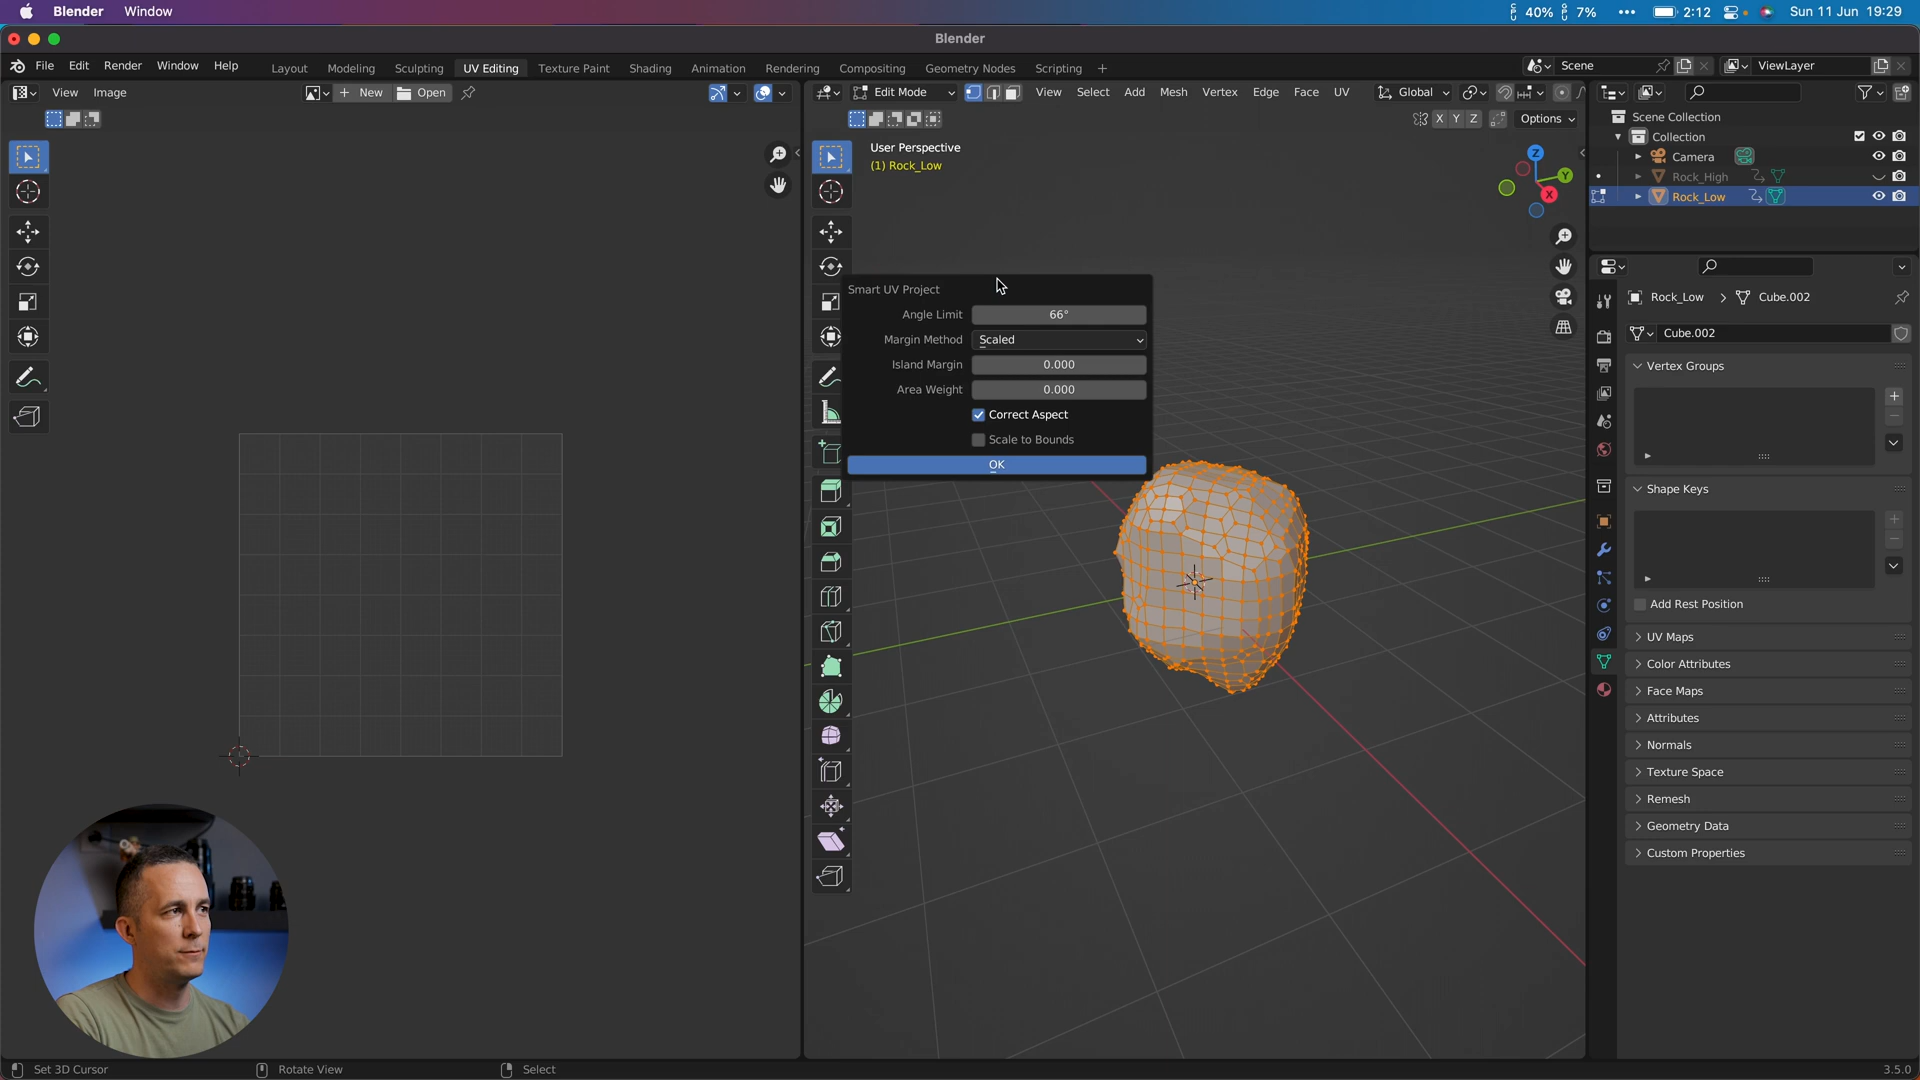 Blender Window 40% 7% 2:12 Sun 11 Jun 19:29
Blender
File Edit Render Window Help Layout Modeling Sculpting UV Editing Texture Paint Shading Animation Rendering Compositing Geometry Nodes Scripting + Scene ViewLayer
View Image New Open Edit Mode View Select Add Mesh Vertex Edge Face UV Global
X Y Z Options
User Perspective
(1) Rock_Low
Z
Y
X
Scene Collection
Collection
Camera
Rock_High
Rock_Low
Smart UV Project
Angle Limit 66°
Margin Method Scaled
Island Margin 0.000
Area Weight 0.000
Correct Aspect
Scale to Bounds
OK
Rock_Low Cube.002
Cube.002
Vertex Groups
Shape Keys
Add Rest Position
UV Maps
Color Attributes
Face Maps
Attributes
Normals
Texture Space
Remesh
Geometry Data
Custom Properties
Set 3D Cursor Rotate View Select 3.5.0